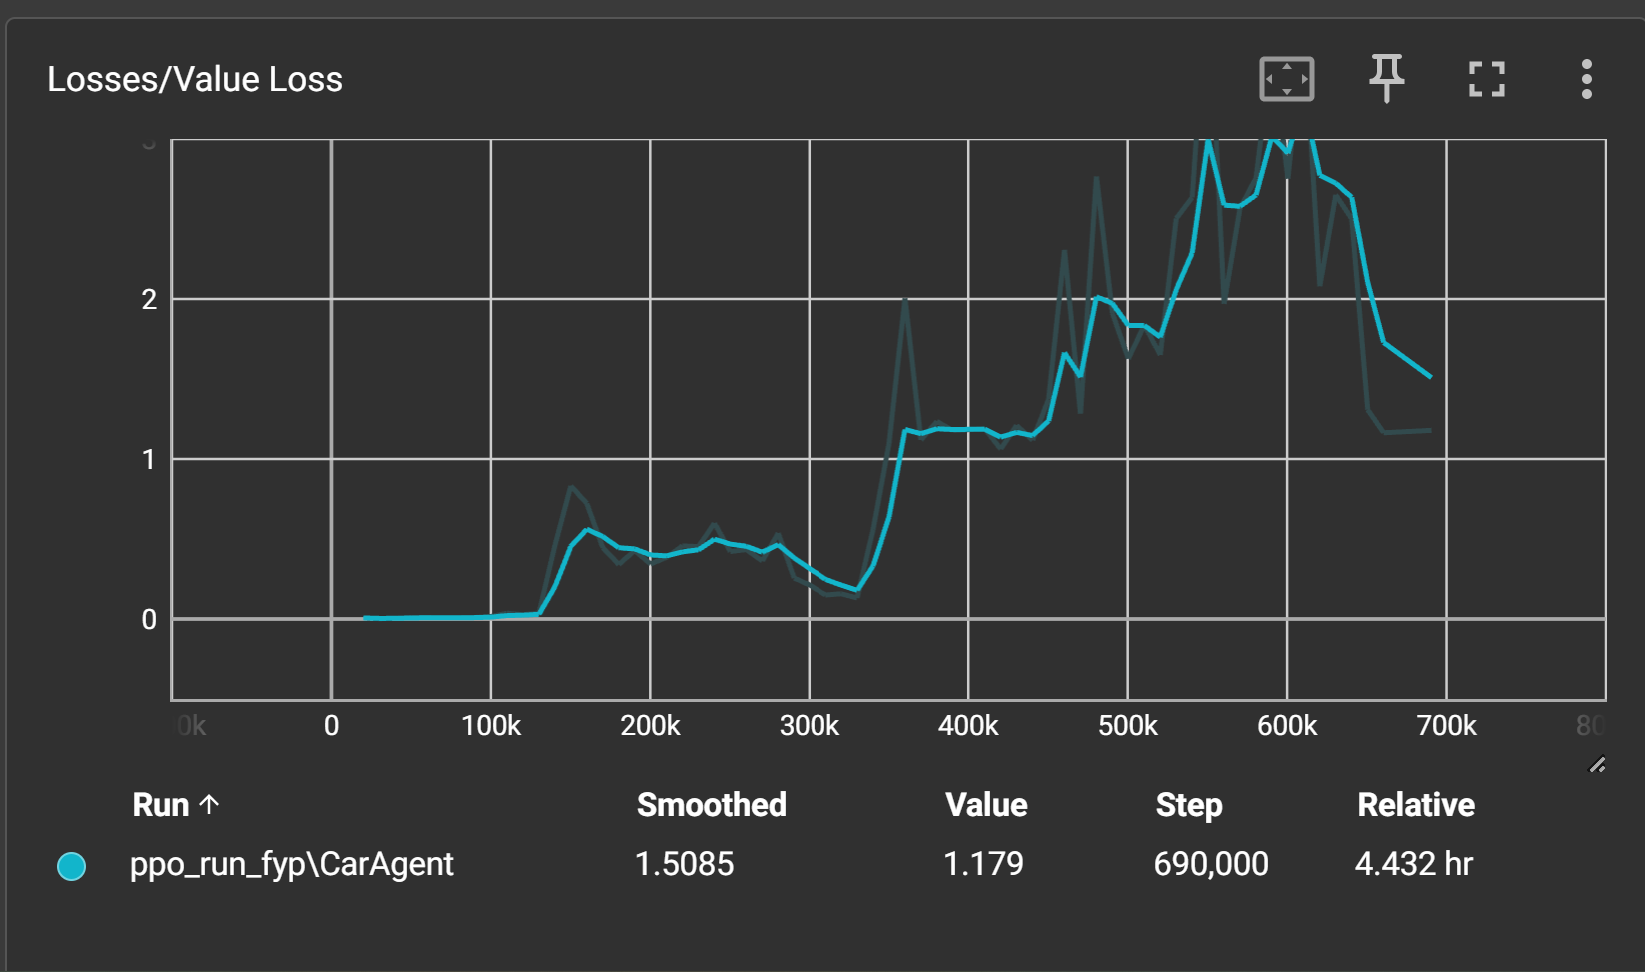 Losses/Value Loss
2
1
0
0 100k 200k 300k 400k 500k 600k 700k
Run ↑ Smoothed Value Step Relative
ppo_run_fyp\CarAgent 1.5085 1.179 690,000 4.432 hr